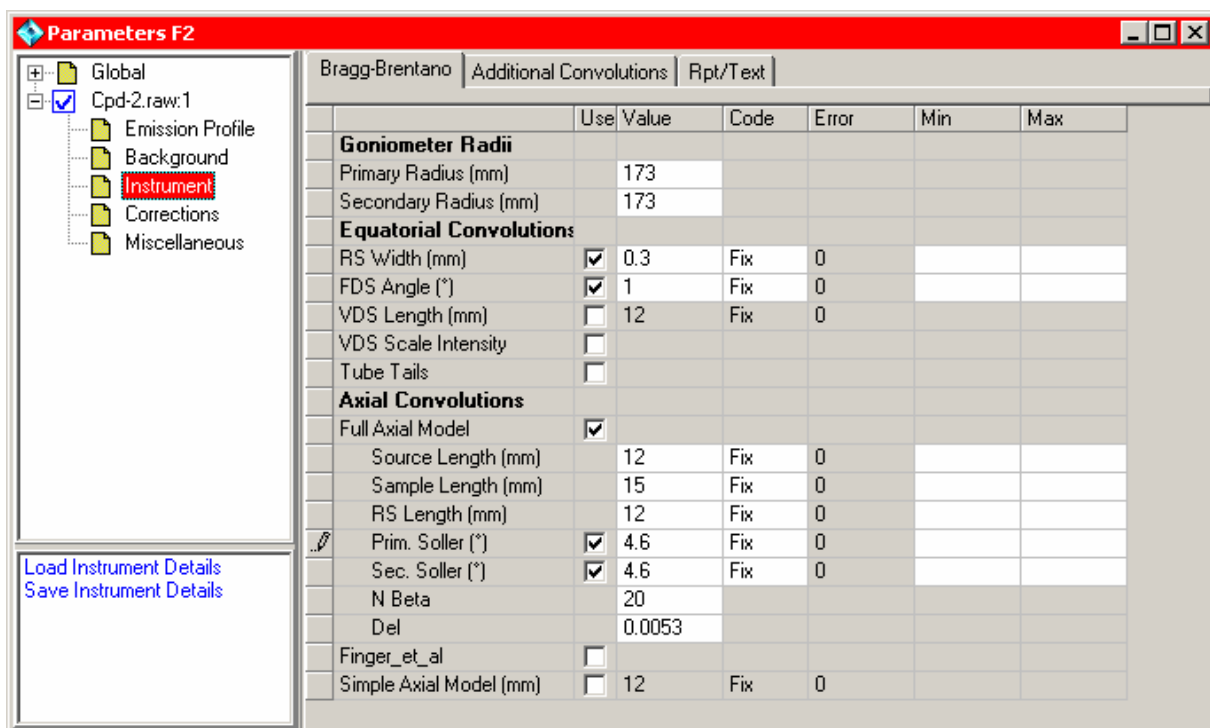 Parameters F2
Global
Cpd-2.raw:1
Emission Profile
Background
Instrument
Corrections
Miscellaneous
Load Instrument Details
Save Instrument Details
Bragg-Brentano Additional Convolutions Rpt/Text
Use Value Code Error Min Max
Goniometer Radii
Primary Radius (mm) 173
Secondary Radius (mm) 173
Equatorial Convolutions
RS Width (mm) 0.3 Fix 0
FDS Angle (°) 1 Fix 0
VDS Length (mm) 12 Fix 0
VDS Scale Intensity
Tube Tails
Axial Convolutions
Full Axial Model
Source Length (mm) 12 Fix 0
Sample Length (mm) 15 Fix 0
RS Length (mm) 12 Fix 0
Prim. Soller (°) 4.6 Fix 0
Sec. Soller (°) 4.6 Fix 0
N Beta 20
Del 0.0053
Finger_et_al
Simple Axial Model (mm) 12 Fix 0